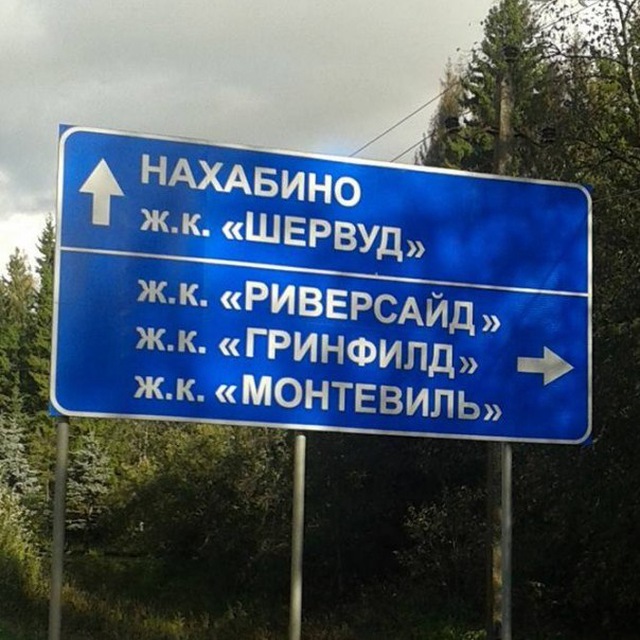 НАХАБИНО
Ж.К. «ШЕРВУД»
Ж.К. «РИВЕРСАЙД»
Ж.К. «ГРИНФИЛД»
Ж.К. «МОНТЕВИЛЬ»